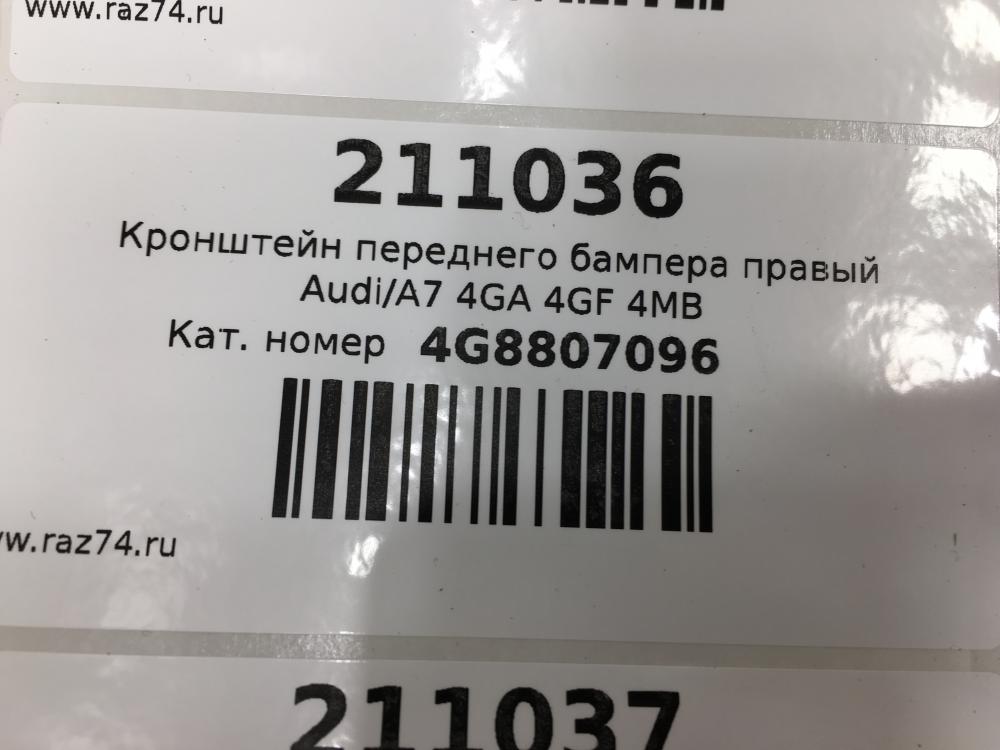 www.raz74.ru
211036
Кронштейн переднего бампера правый
Audi/A7 4GA 4GF 4MB
Кат. номер 4G8807096
www.raz74.ru
211037